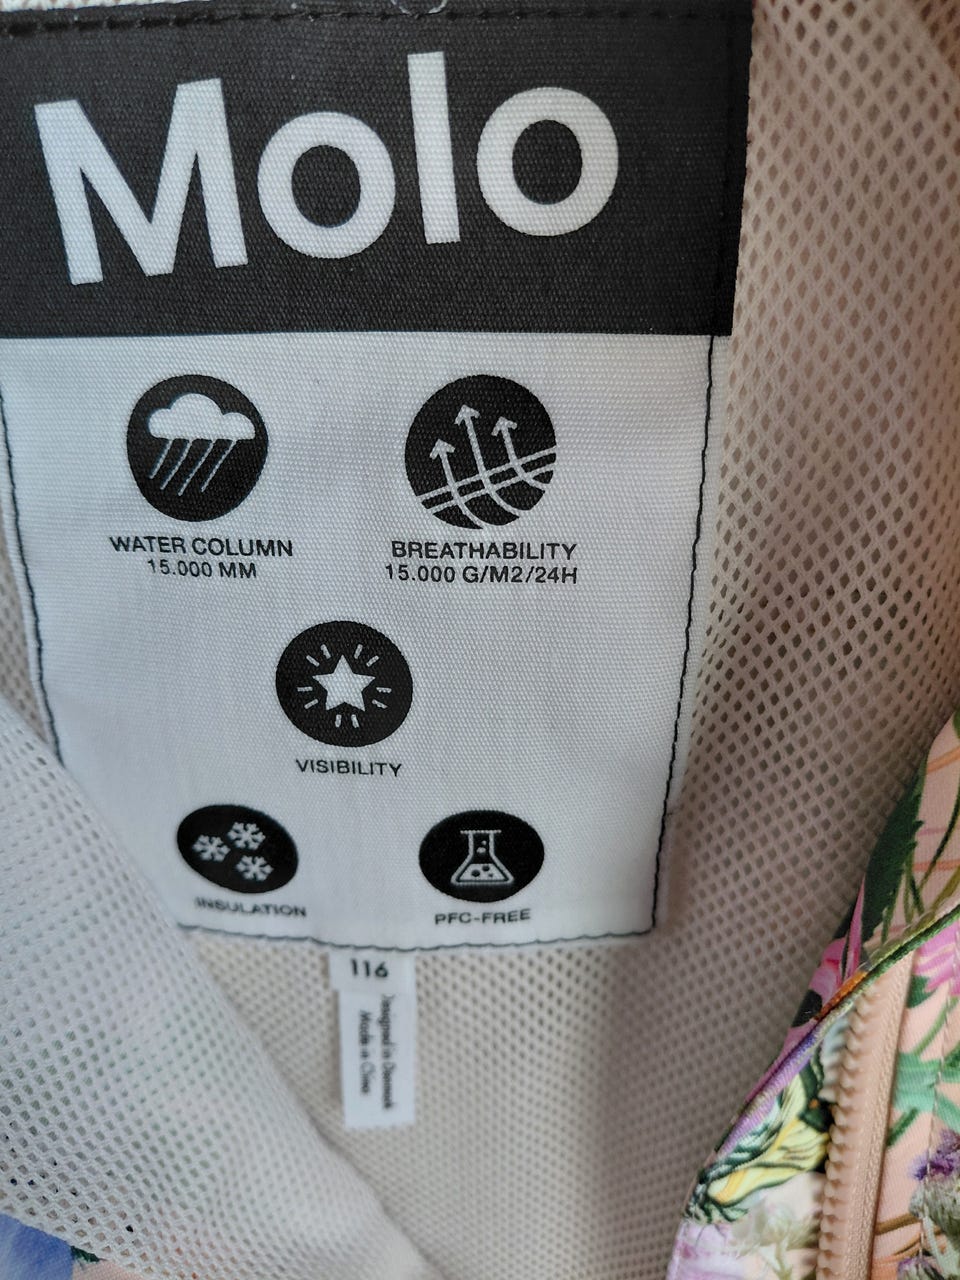 Molo
WATER COLUMN
15.000 MM
BREATHABILITY
15.000 G/M2/24H
VISIBILITY
INSULATION
PFC-FREE
116
Designed in Denmark
Made in China